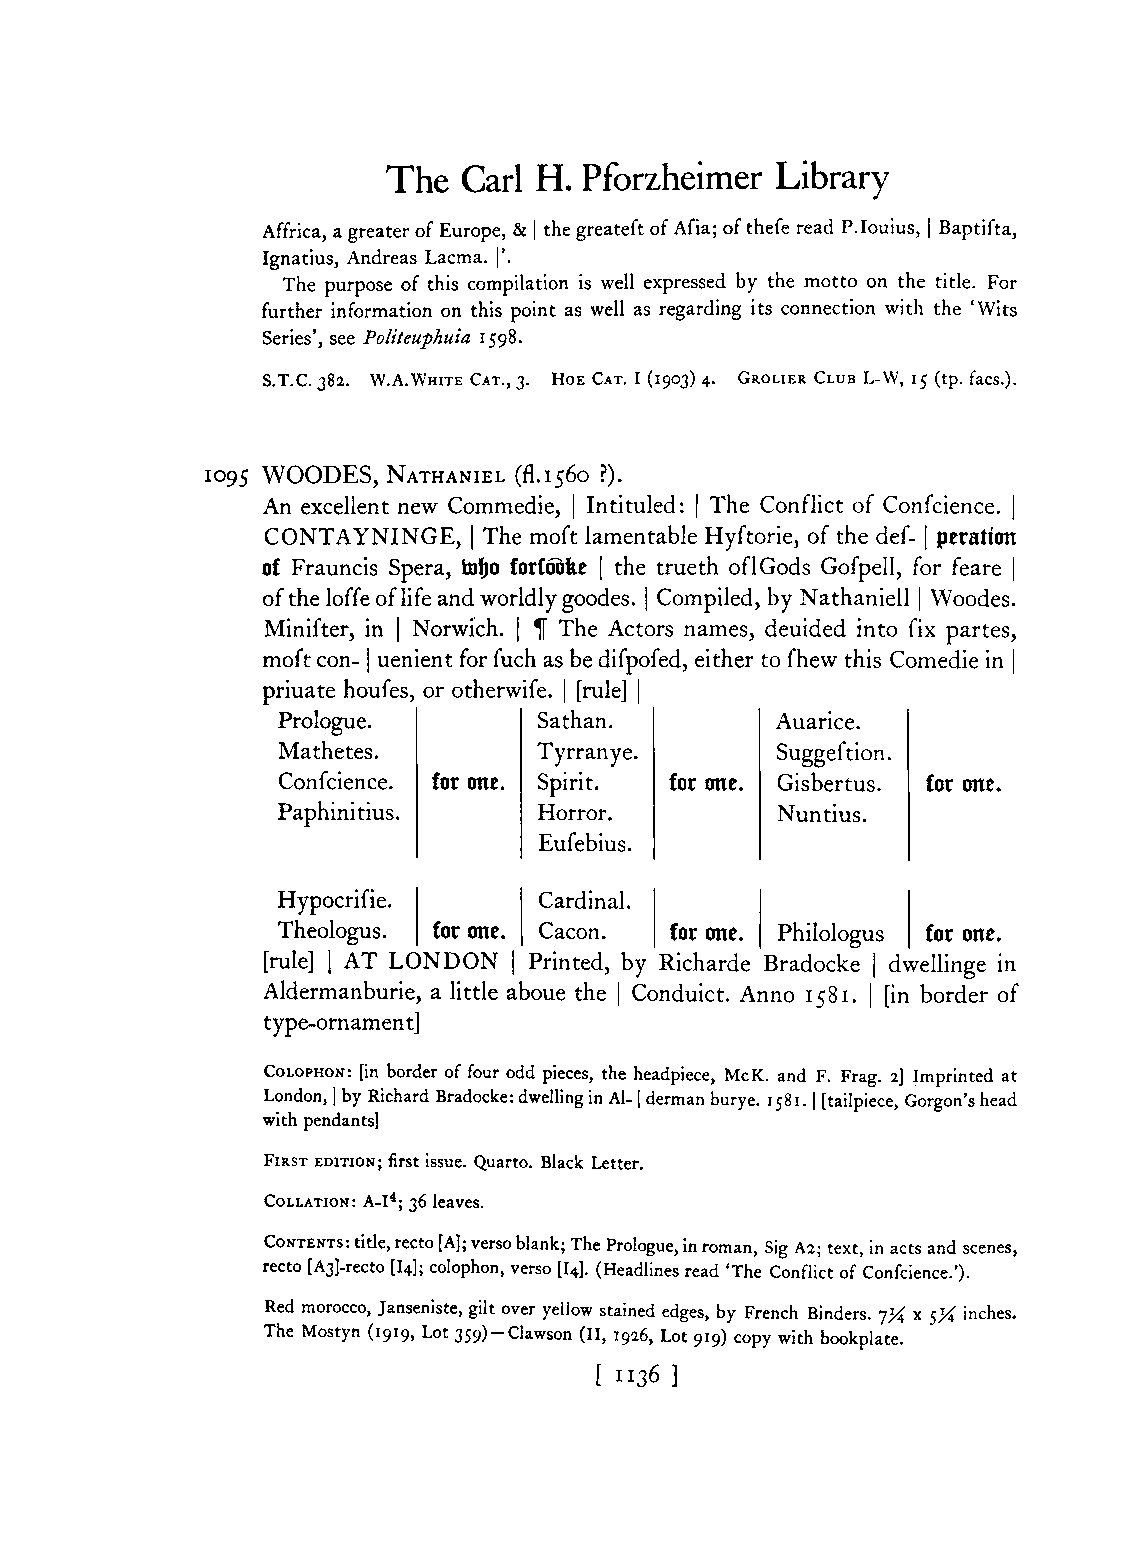 The Carl H. Pforzheimer Library
Affrica, a greater of Europe, & | the greateſt of Aſia; of theſe read P.Iouius, | Baptiſta,
Ignatius, Andreas Lacma. |’.
The purpose of this compilation is well expressed by the motto on the title. For
further information on this point as well as regarding its connection with the ‘Wits
Series’, see Politeuphuia 1598.
S.T.C. 382. W.A.WHITE CAT., 3. HOE CAT. I (1903) 4. GROLIER CLUB L-W, 15 (tp. facs.).
1095 WOODES, NATHANIEL (fl.1560 ?).
An excellent new Commedie, | Intituled: | The Conflict of Conſcience. |
CONTAYNINGE, | The moſt lamentable Hyſtorie, of the deſ- | peration
of Frauncis Spera, who forſooke | the trueth of|Gods Goſpell, for feare |
of the loſſe of life and worldly goodes. | Compiled, by Nathaniell | Woodes.
Miniſter, in | Norwich. | ¶ The Actors names, deuided into ſix partes,
moſt con- | uenient for ſuch as be diſpoſed, either to ſhew this Comedie in |
priuate houſes, or otherwiſe. | [rule] |
Prologue. | | Sathan. | | Auarice. |
Mathetes. | | Tyrranye. | | Suggeſtion. |
Conſcience. | for one. | Spirit. | for one. | Gisbertus. | for one.
Paphinitius. | | Horror. | | Nuntius. |
Euſebius.
Hypocriſie. | | Cardinal. | | |
Theologus. | for one. | Cacon. | for one. | Philologus | for one.
[rule] | AT LONDON | Printed, by Richarde Bradocke | dwellinge in
Aldermanburie, a little aboue the | Conduict. Anno 1581. | [in border of
type-ornament]
COLOPHON: [in border of four odd pieces, the headpiece, McK. and F. Frag. 2] Imprinted at
London, | by Richard Bradocke: dwelling in Al- | derman burye. 1581. | [tailpiece, Gorgon’s head
with pendants]
FIRST EDITION; first issue. Quarto. Black Letter.
COLLATION: A-I⁴; 36 leaves.
CONTENTS: title, recto [A]; verso blank; The Prologue, in roman, Sig A2; text, in acts and scenes,
recto [A3]-recto [I4]; colophon, verso [I4]. (Headlines read ‘The Conflict of Conſcience.’).
Red morocco, Janseniste, gilt over yellow stained edges, by French Binders. 7¼ x 5¼ inches.
The Mostyn (1919, Lot 359)—Clawson (II, 1926, Lot 919) copy with bookplate.
[ 1136 ]